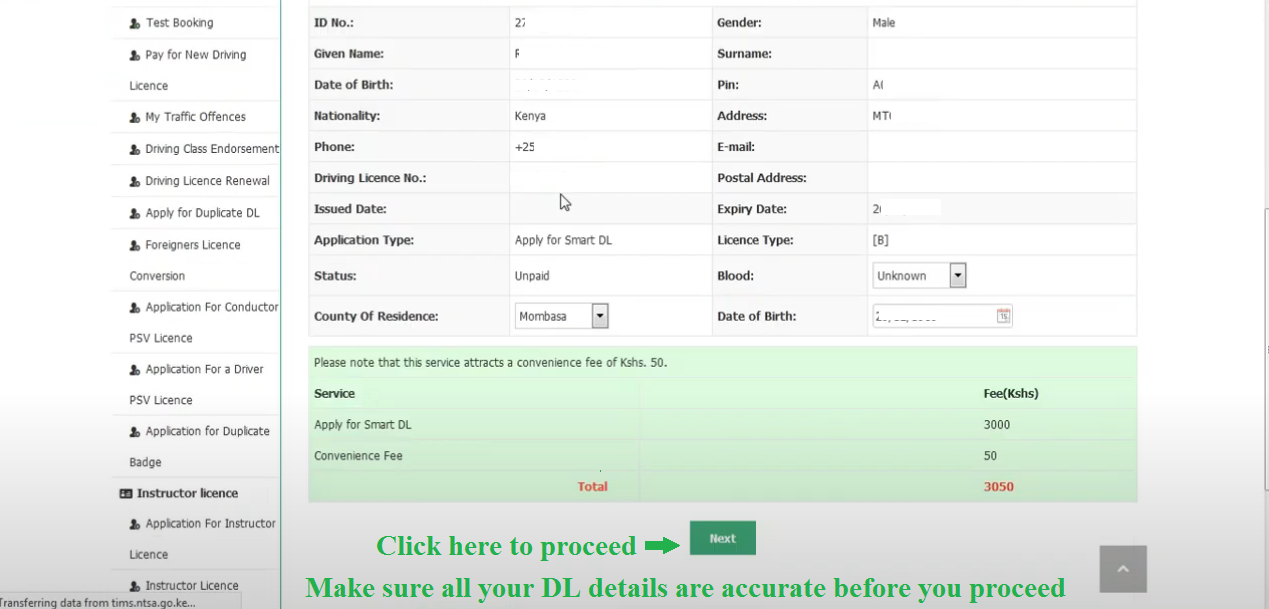 Test Booking
Pay for New Driving
Licence
My Traffic Offences
Driving Class Endorsement
Driving Licence Renewal
Apply for Duplicate DL
Foreigners Licence
Conversion
Application For Conductor
PSV Licence
Application For a Driver
PSV Licence
Application for Duplicate
Badge
Instructor licence
Application For Instructor
Licence
Instructor Licence
Transferring data from tims.ntsa.go.ke...
ID No.: 27 Gender: Male
Given Name: Surname:
Date of Birth: Pin: A(
Nationality: Kenya Address:
Phone: +25 E-mail:
Driving Licence No.: Postal Address:
Issued Date: Expiry Date:
Application Type: Apply for Smart DL Licence Type: [B]
Status: Unpaid Blood: Unknown
County Of Residence: Mombasa Date of Birth:
Please note that this service attracts a convenience fee of Kshs. 50.
Service Fee(Kshs)
Apply for Smart DL 3000
Convenience Fee 50
Total 3050
Click here to proceed Next
Make sure all your DL details are accurate before you proceed